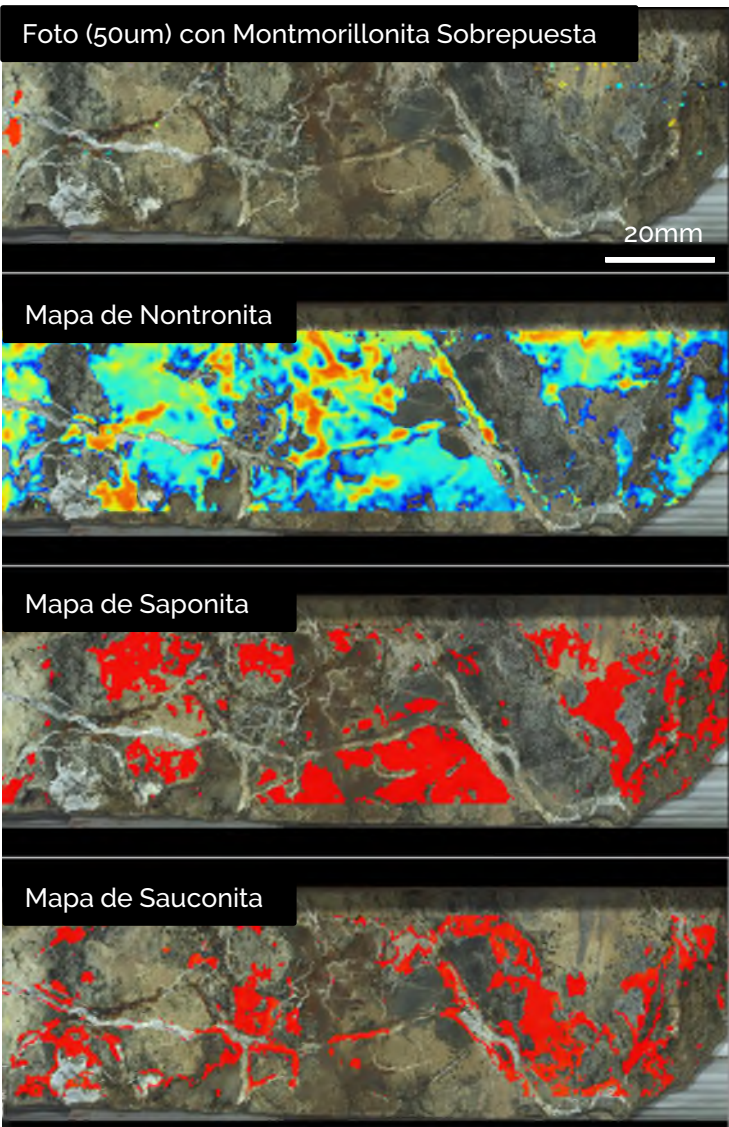 Foto (50um) con Montmorillonita Sobrepuesta
20mm
Mapa de Nontronita
Mapa de Saponita
Mapa de Sauconita